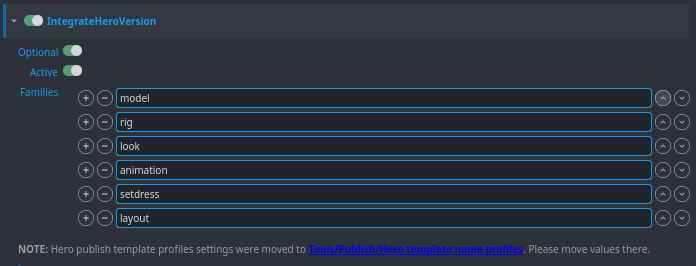 IntegrateHeroVersion
Optional
Active
Families
model
rig
look
animation
setdress
layout
NOTE: Hero publish template profiles settings were moved to Tools/Publish/Hero template name profiles. Please move values there.